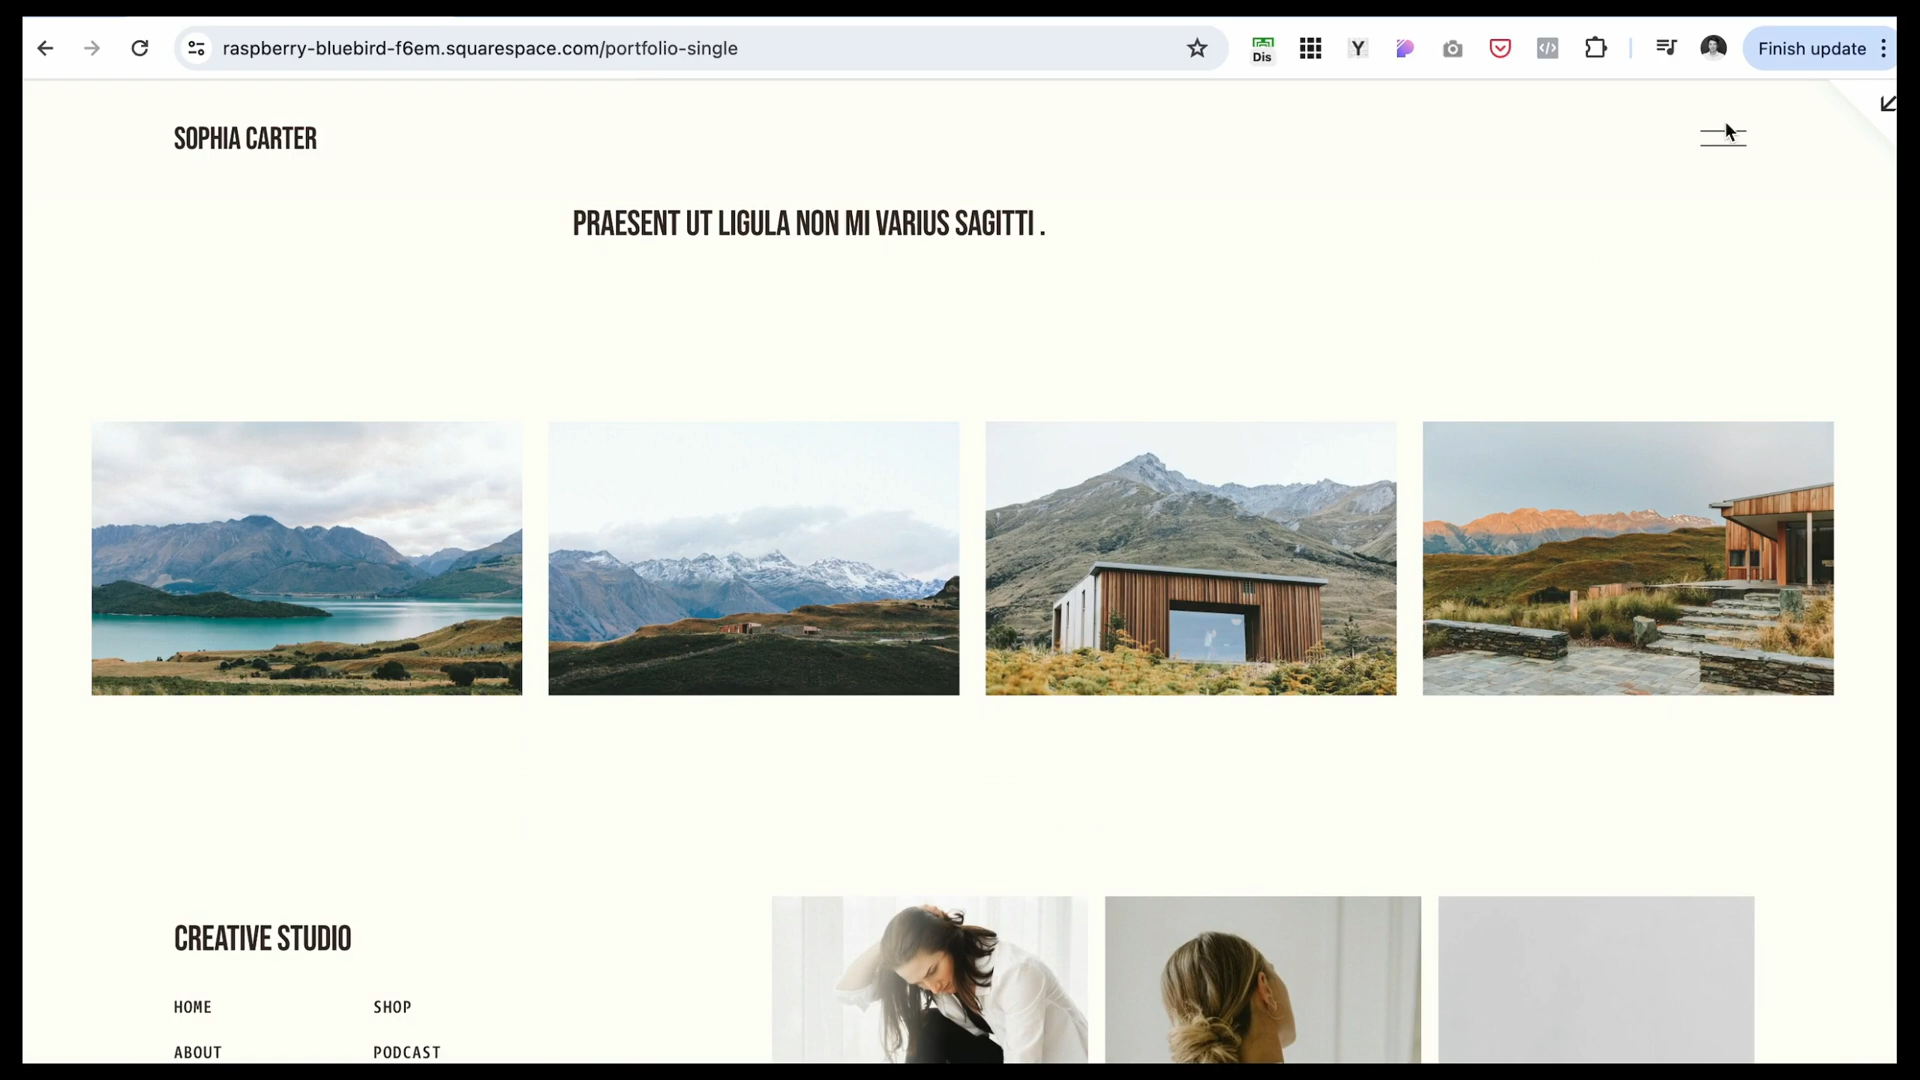 raspberry-bluebird-f6em.squarespace.com/portfolio-single
Dis
Y
Finish update
SOPHIA CARTER
PRAESENT UT LIGULA NON MI VARIUS SAGITTI .
CREATIVE STUDIO
HOME SHOP
ABOUT PODCAST